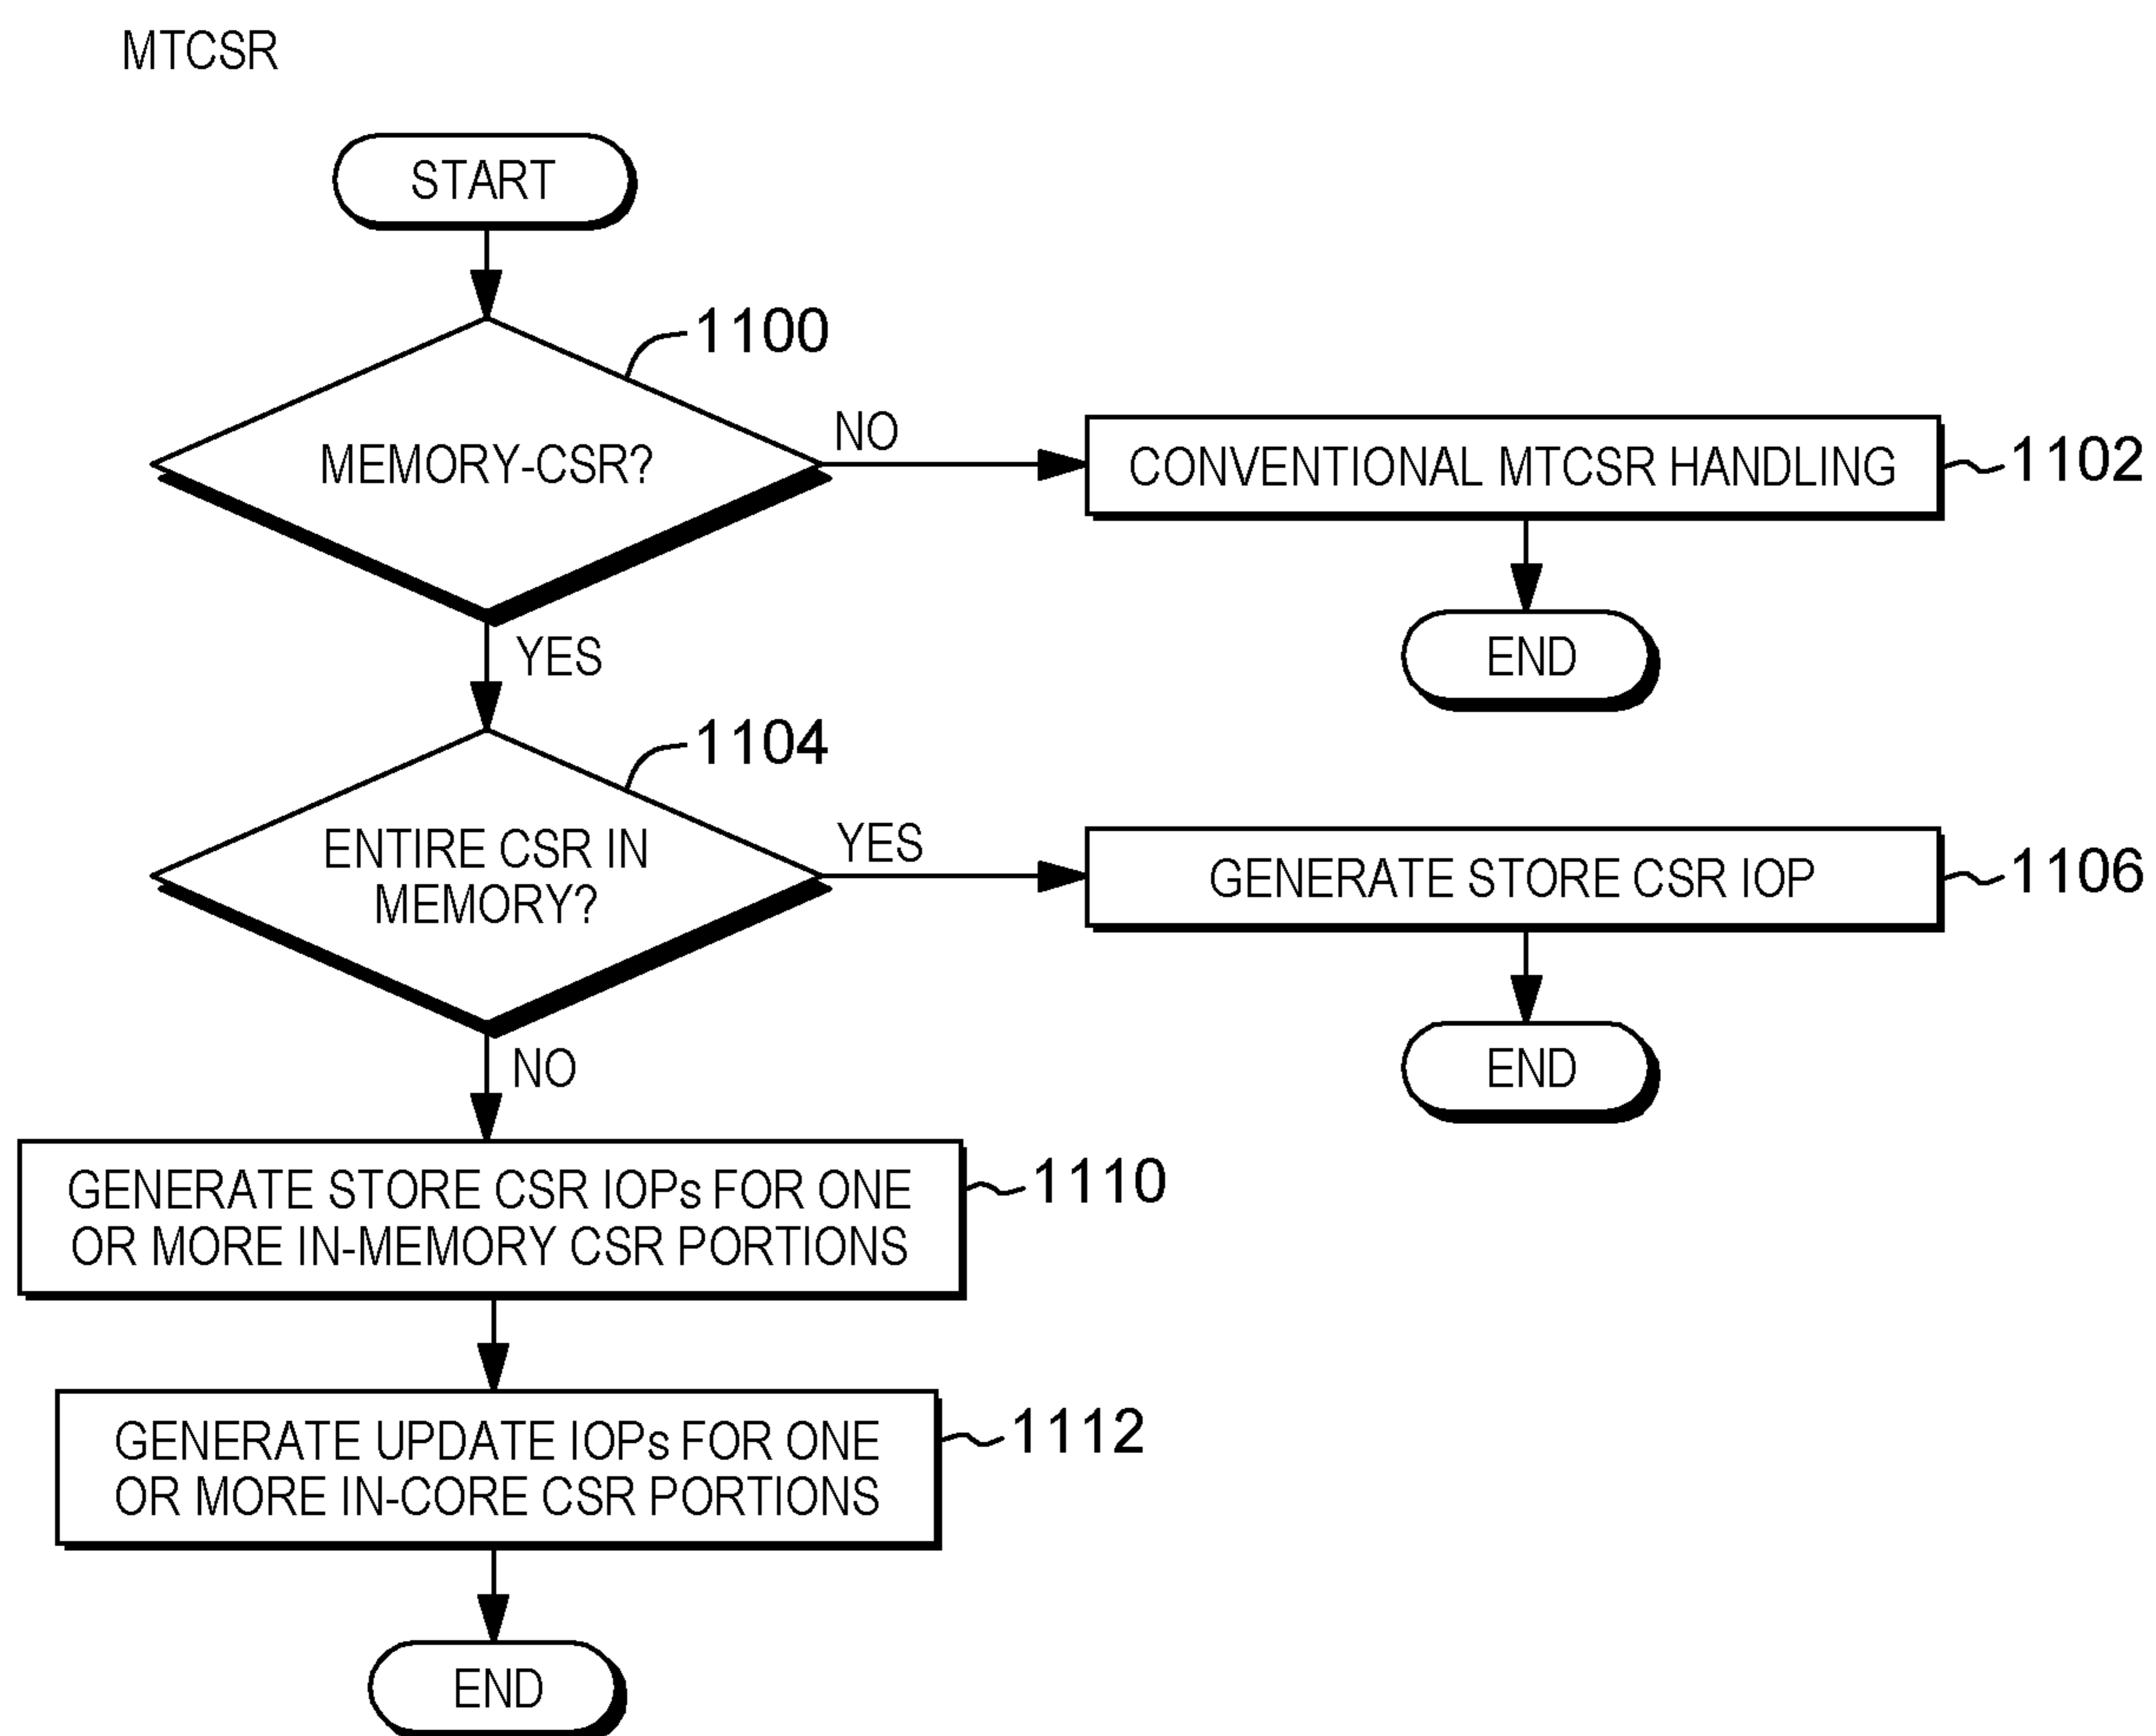 MTCSR
START
1100
MEMORY-CSR?
NO
CONVENTIONAL MTCSR HANDLING
1102
END
YES
1104
ENTIRE CSR IN
MEMORY?
YES
GENERATE STORE CSR IOP
1106
END
NO
GENERATE STORE CSR IOPs FOR ONE
OR MORE IN-MEMORY CSR PORTIONS
1110
GENERATE UPDATE IOPs FOR ONE
OR MORE IN-CORE CSR PORTIONS
1112
END